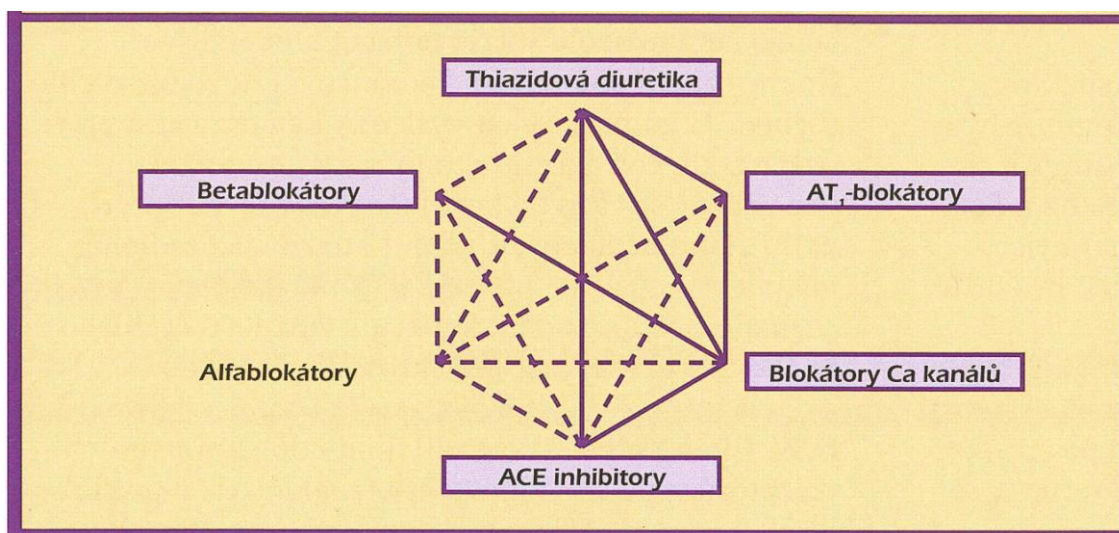 Thiazidová diuretika
Betablokátory
AT₁-blokátory
Alfablokátory
Blokátory Ca kanálů
ACE inhibitory